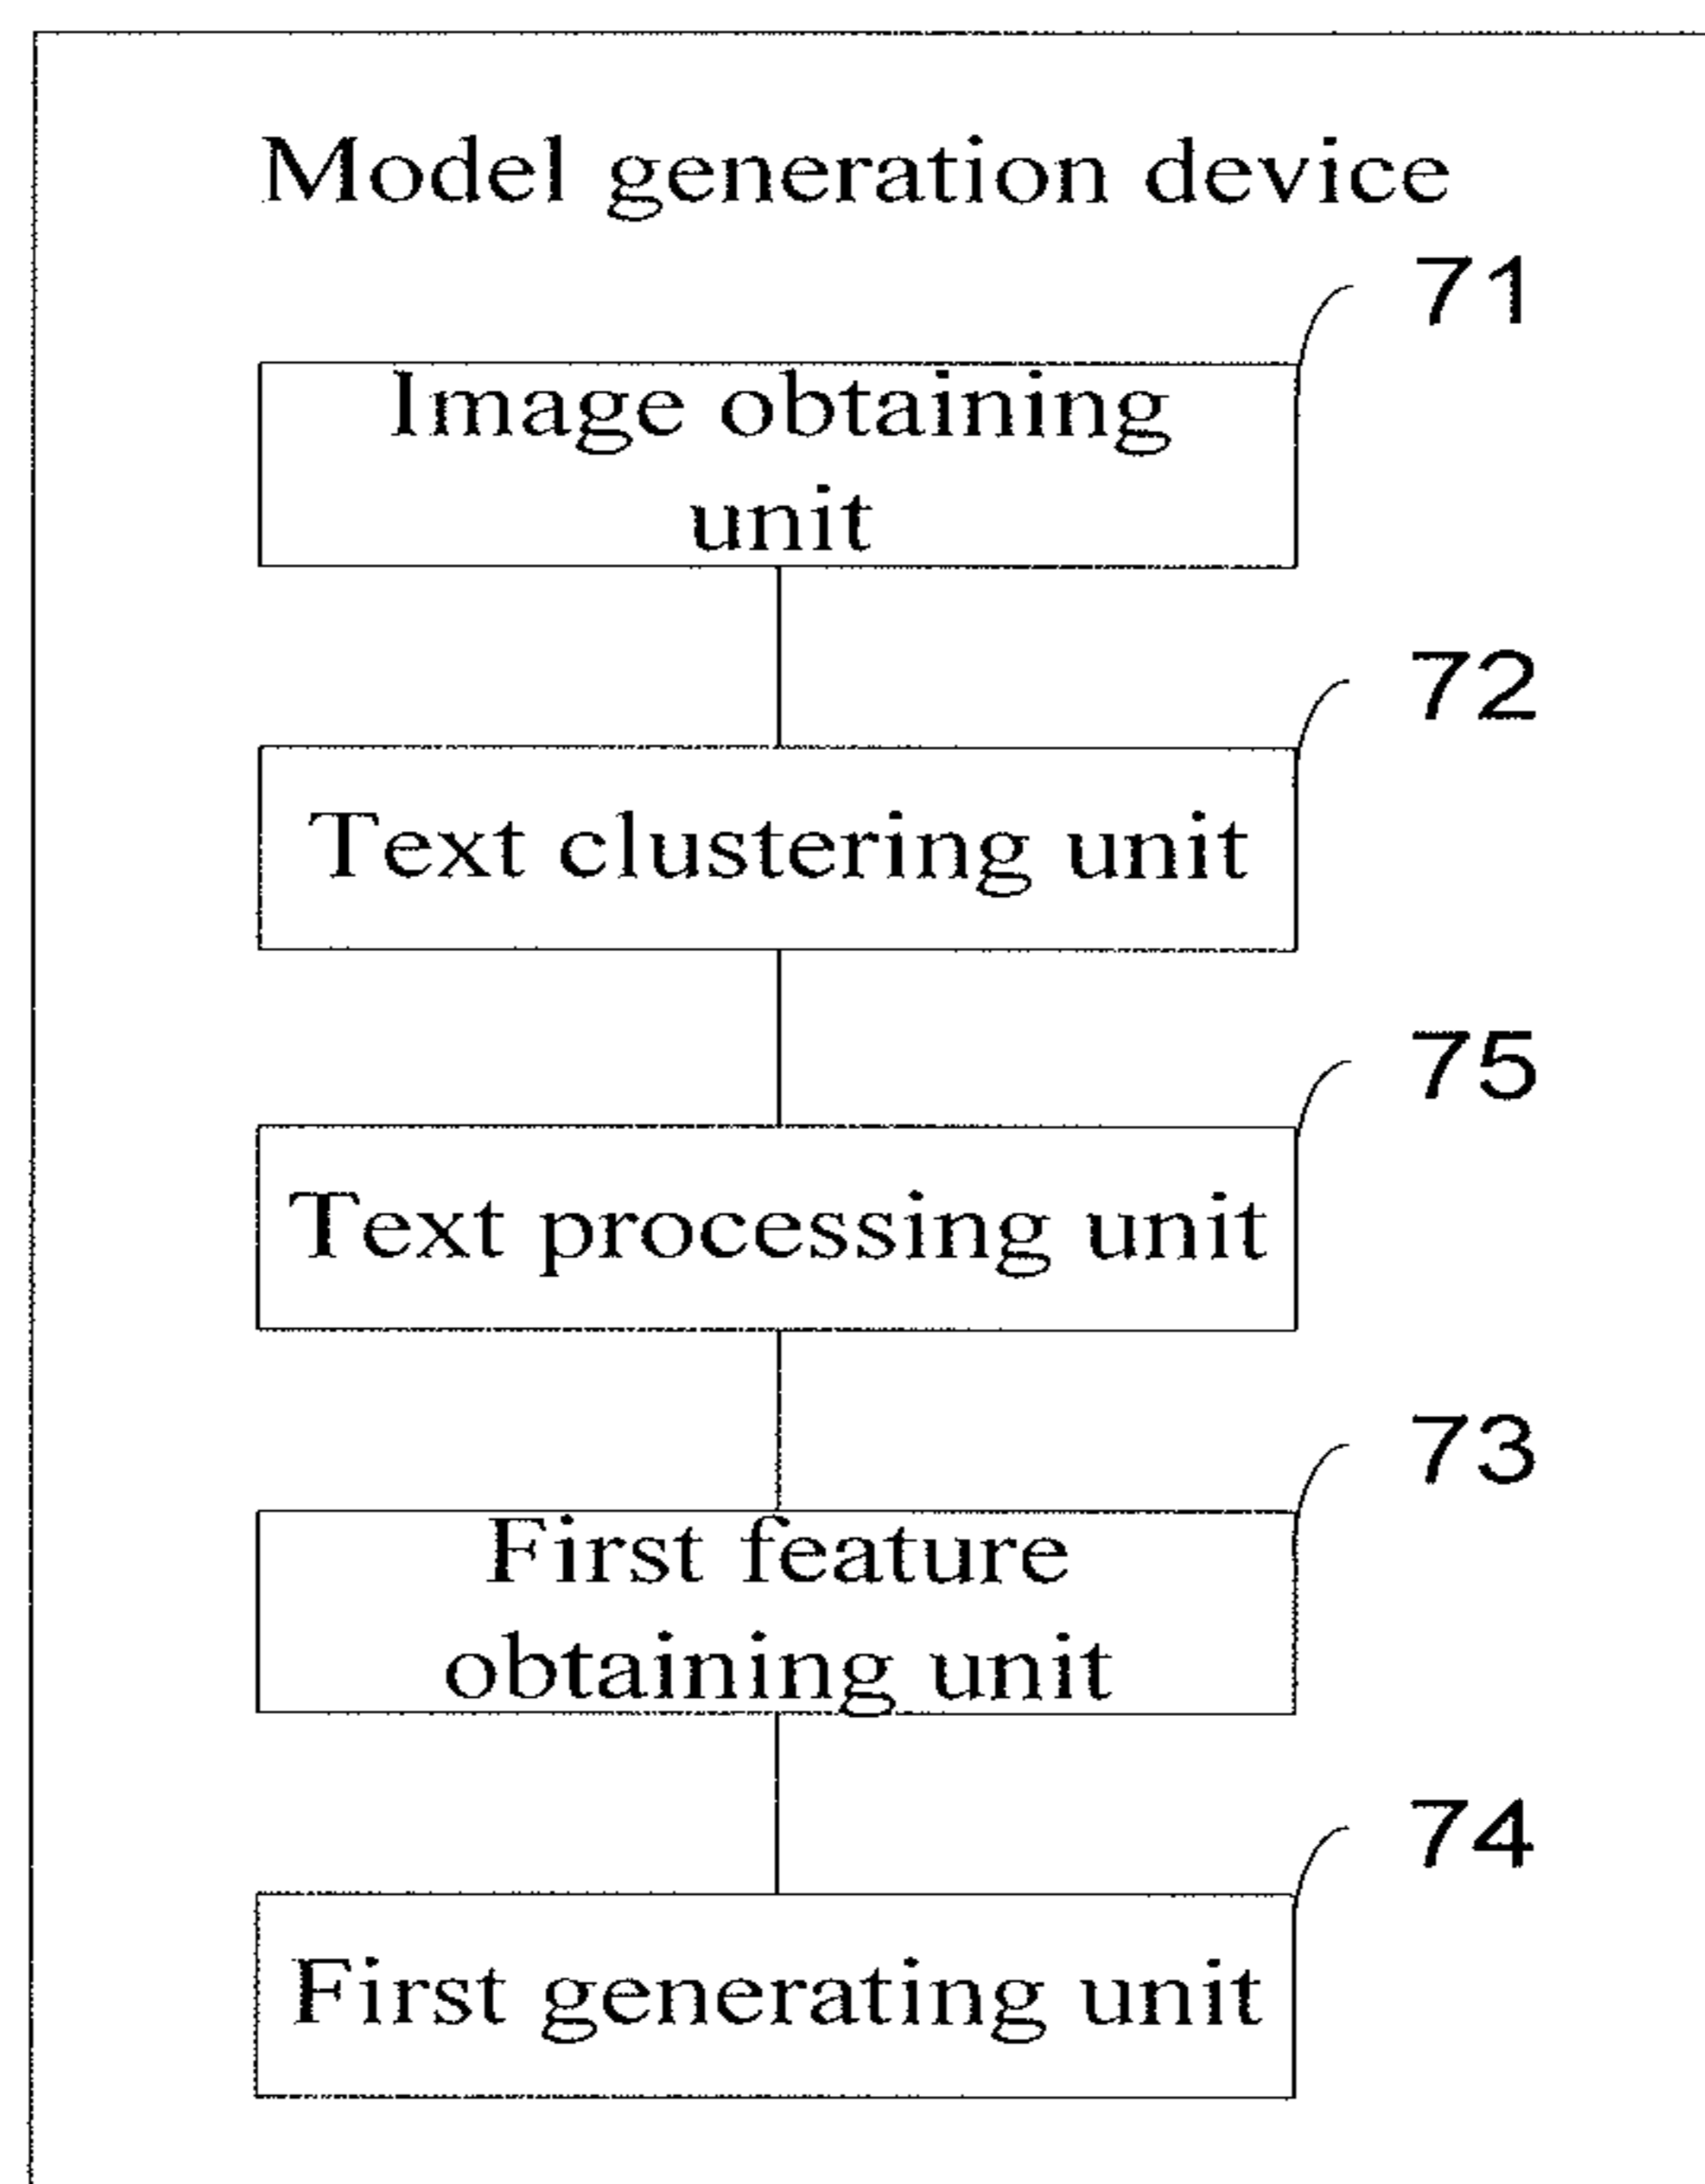 Model generation device
71
Image obtaining
unit
72
Text clustering unit
75
Text processing unit
73
First feature
obtaining unit
74
First generating unit